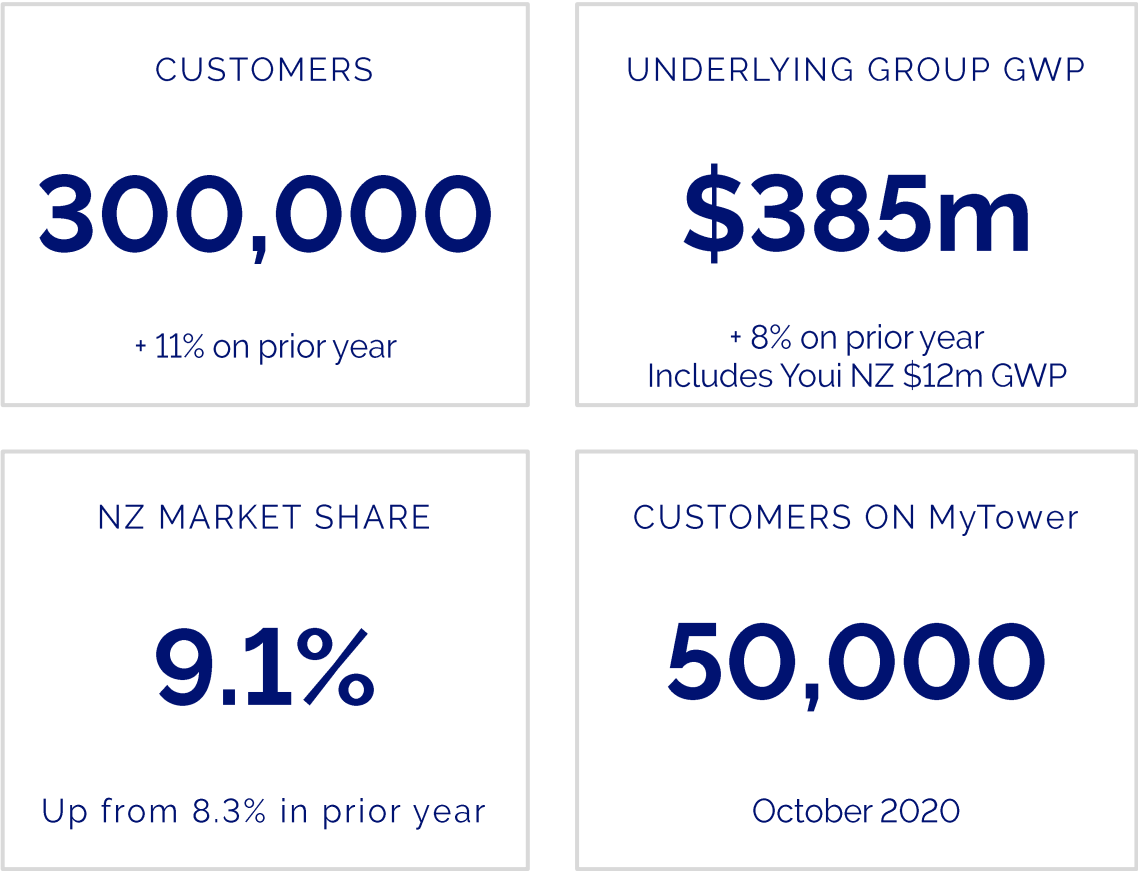 CUSTOMERS
300,000
+ 11% on prior year
UNDERLYING GROUP GWP
$385m
+ 8% on prior year
Includes Youi NZ $12m GWP
NZ MARKET SHARE
9.1%
Up from 8.3% in prior year
CUSTOMERS ON MyTower
50,000
October 2020